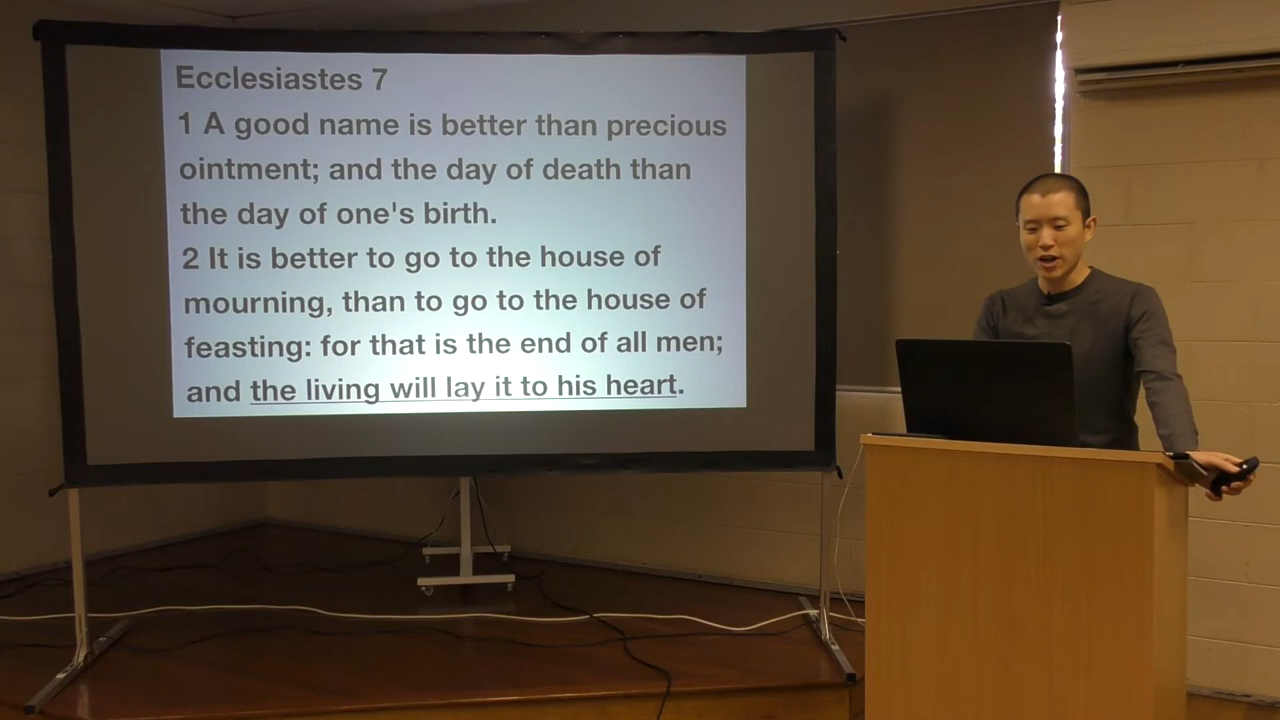 Ecclesiastes 7
1 A good name is better than precious
ointment; and the day of death than
the day of one's birth.
2 It is better to go to the house of
mourning, than to go to the house of
feasting: for that is the end of all men;
and the living will lay it to his heart.